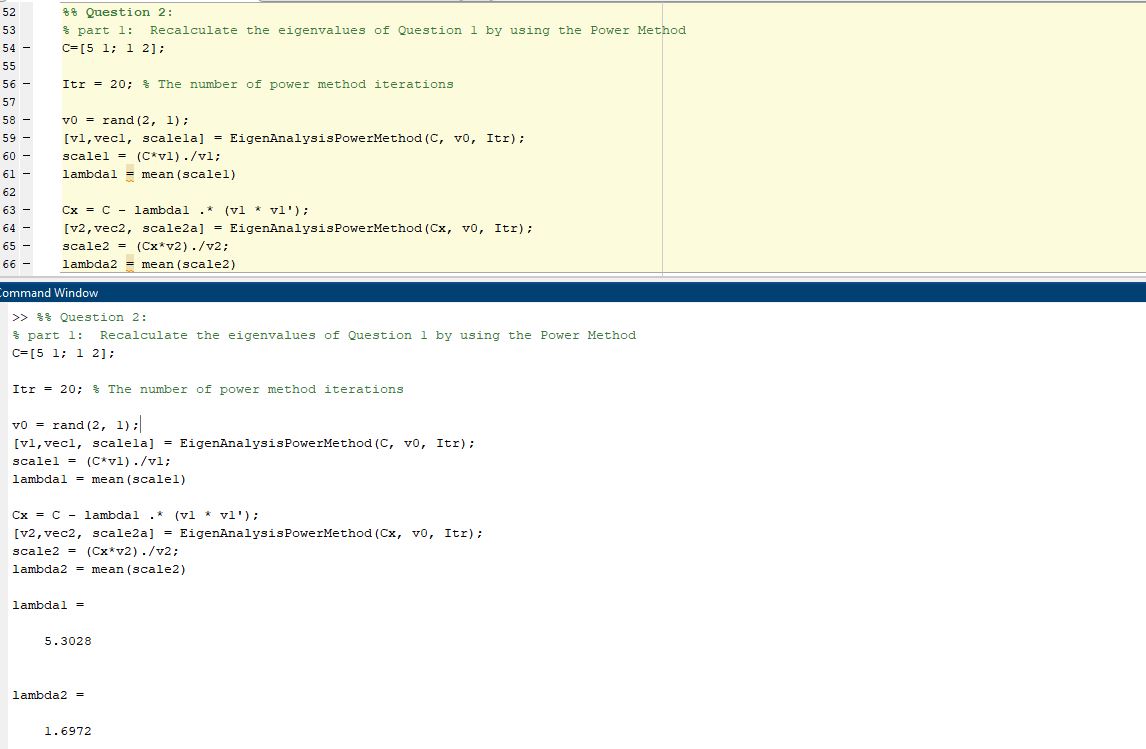 52 %% Question 2:
53 % part 1:  Recalculate the eigenvalues of Question 1 by using the Power Method
54 - C=[5 1; 1 2];
55
56 - Itr = 20; % The number of power method iterations
57
58 - v0 = rand(2, 1);
59 - [v1,vec1, scale1a] = EigenAnalysisPowerMethod(C, v0, Itr);
60 - scale1 = (C*v1)./v1;
61 - lambda1 = mean(scale1)
62
63 - Cx = C - lambda1 .* (v1 * v1');
64 - [v2,vec2, scale2a] = EigenAnalysisPowerMethod(Cx, v0, Itr);
65 - scale2 = (Cx*v2)./v2;
66 - lambda2 = mean(scale2)
Command Window
>> %% Question 2:
% part 1:  Recalculate the eigenvalues of Question 1 by using the Power Method
C=[5 1; 1 2];
Itr = 20; % The number of power method iterations
v0 = rand(2, 1);
[v1,vec1, scale1a] = EigenAnalysisPowerMethod(C, v0, Itr);
scale1 = (C*v1)./v1;
lambda1 = mean(scale1)
Cx = C - lambda1 .* (v1 * v1');
[v2,vec2, scale2a] = EigenAnalysisPowerMethod(Cx, v0, Itr);
scale2 = (Cx*v2)./v2;
lambda2 = mean(scale2)
lambda1 =
5.3028
lambda2 =
1.6972